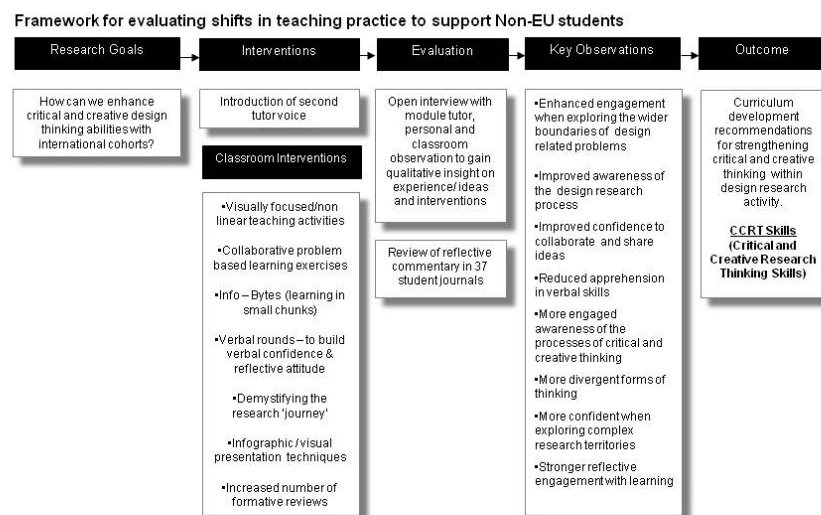 Framework for evaluating shifts in teaching practice to support Non-EU students
Research Goals
How can we enhance
critical and creative design
thinking abilities with
international cohorts?
Interventions
Introduction of second
tutor voice
Classroom Interventions
▪Visually focused/non
linear teaching activities
▪Collaborative problem
based learning exercises
▪Info – Bytes (learning in
small chunks)
▪Verbal rounds – to build
verbal confidence &
reflective attitude
▪Demystifying the
research 'journey'
▪Infographic / visual
presentation techniques
▪Increased number of
formative reviews
Evaluation
Open interview with
module tutor,
personal and
classroom
observation to gain
qualitative insight on
experience/ ideas
and interventions
Review of reflective
commentary in 37
student journals
Key Observations
▪Enhanced engagement
when exploring the wider
boundaries of design
related problems
▪Improved awareness of
the design research
process
▪Improved confidence to
collaborate and share
ideas
▪Reduced apprehension
in verbal skills
▪More engaged
awareness of the
processes of critical and
creative thinking
▪More divergent forms of
thinking
▪More confident when
exploring complex
research territories
▪Stronger reflective
engagement with learning
Outcome
Curriculum
development
recommendations
for strengthening
critical and creative
thinking within
design research
activity.
CCRT Skills
(Critical and
Creative Research
Thinking Skills)